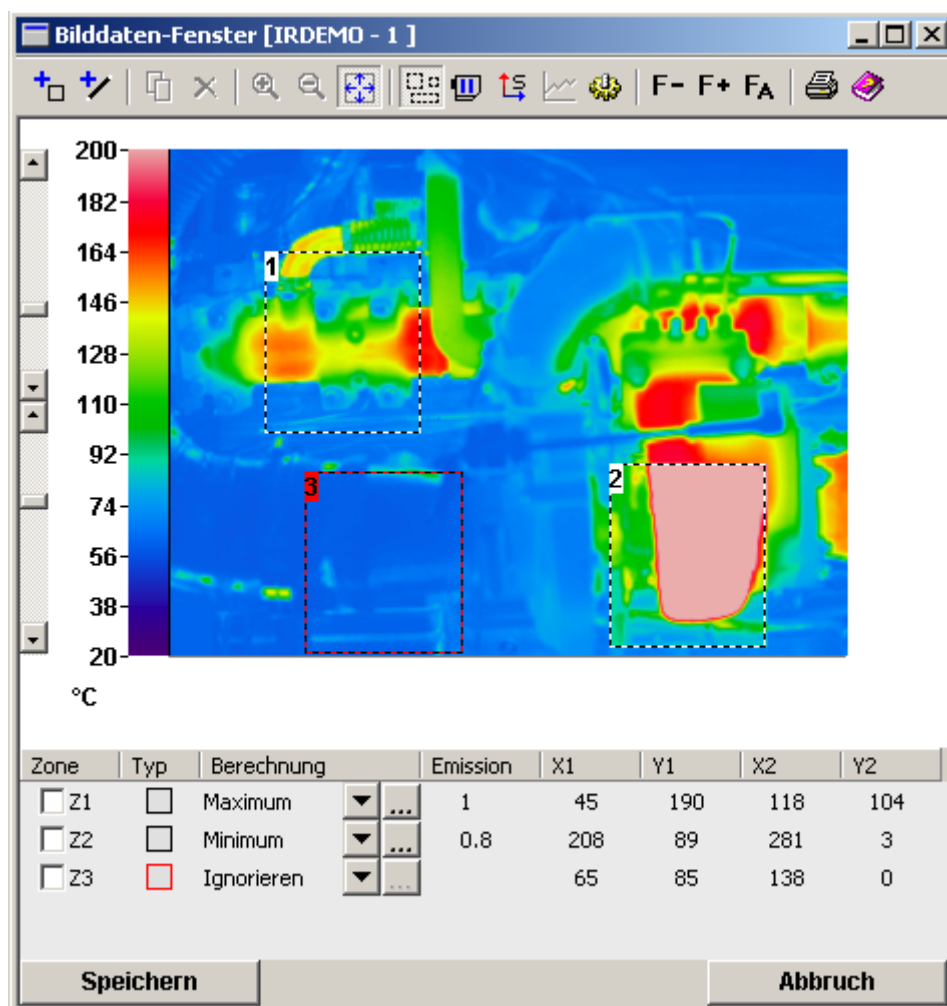 Bilddaten-Fenster [IRDEMO - 1 ]
F- F+ FA
200
182
164
146
128
110
92
74
56
38
20
°C
1
2
3
Zone Typ Berechnung Emission X1 Y1 X2 Y2
Z1 Maximum ... 1 45 190 118 104
Z2 Minimum ... 0.8 208 89 281 3
Z3 Ignorieren ... 65 85 138 0
Speichern Abbruch